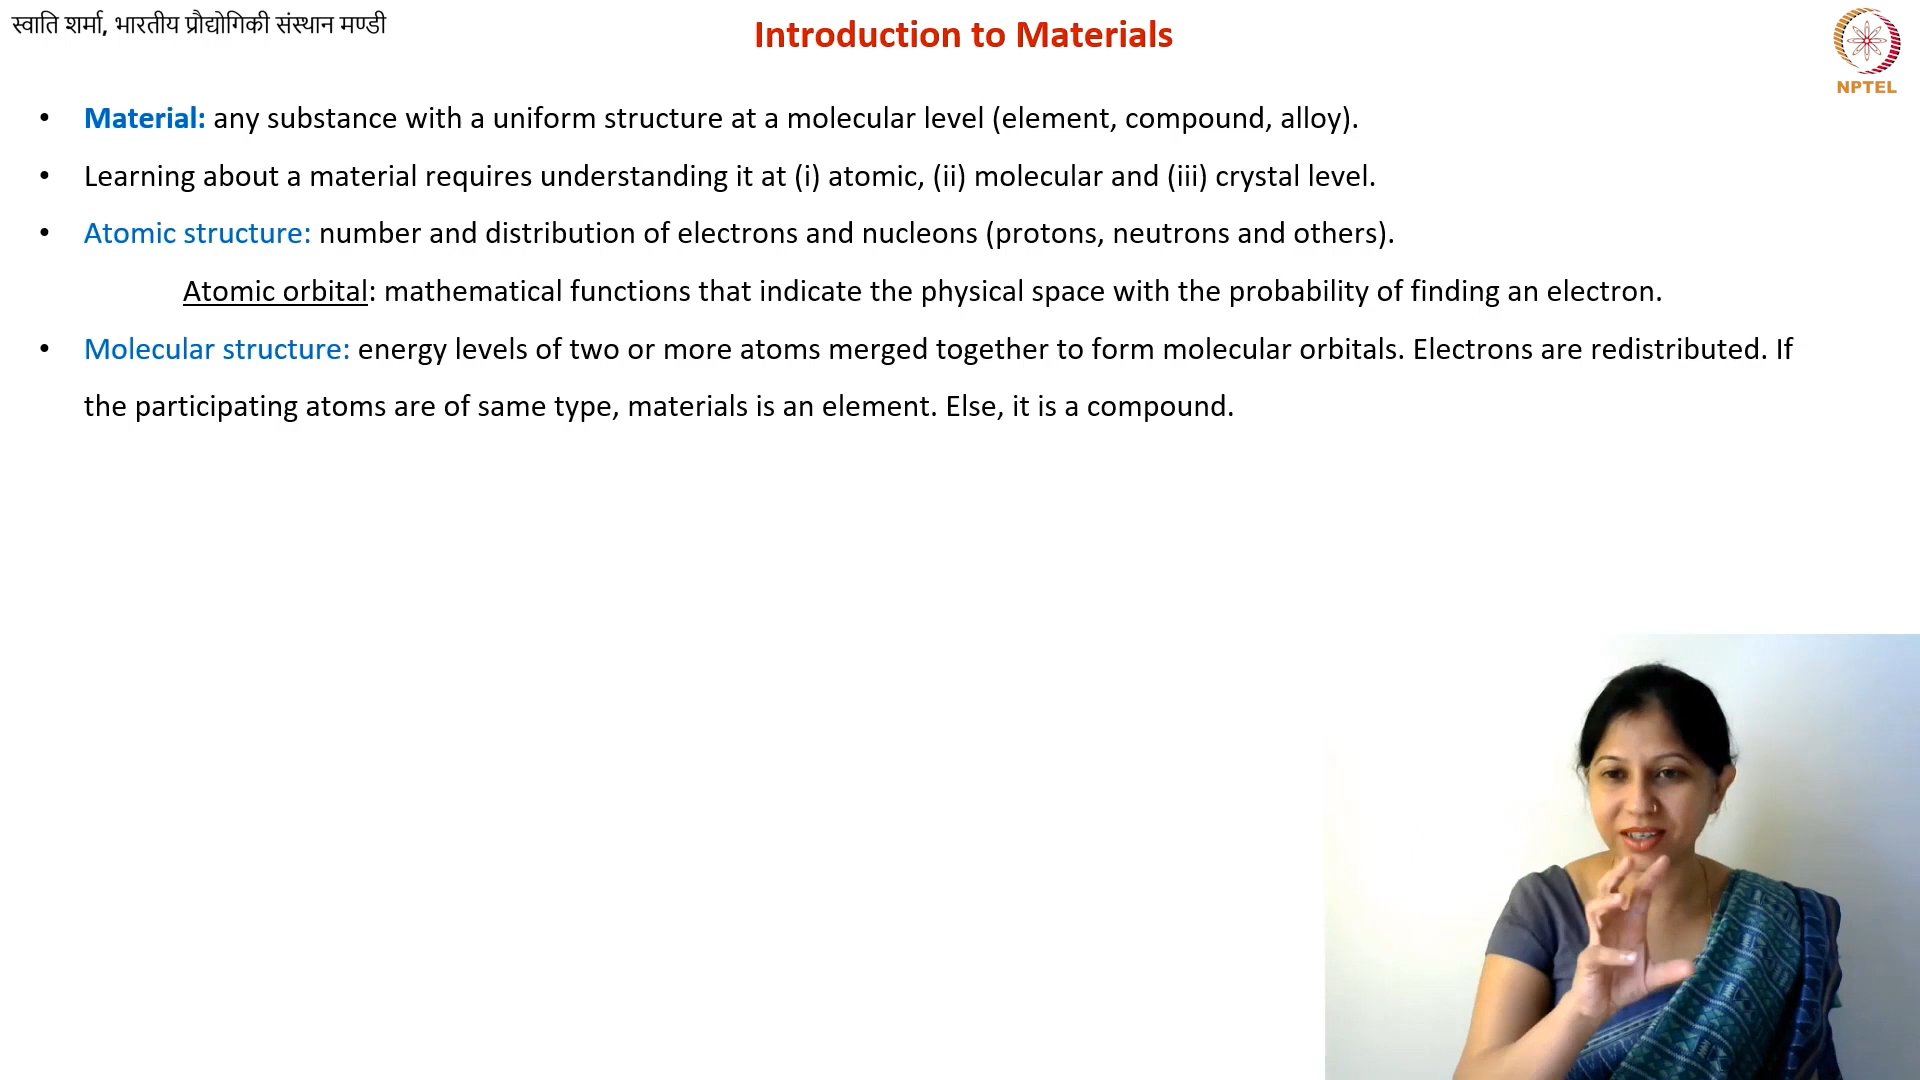 स्वाति शर्मा, भारतीय प्रौद्योगिकी संस्थान मण्डी
Introduction to Materials
NPTEL
• Material: any substance with a uniform structure at a molecular level (element, compound, alloy).
• Learning about a material requires understanding it at (i) atomic, (ii) molecular and (iii) crystal level.
• Atomic structure: number and distribution of electrons and nucleons (protons, neutrons and others).
Atomic orbital: mathematical functions that indicate the physical space with the probability of finding an electron.
• Molecular structure: energy levels of two or more atoms merged together to form molecular orbitals. Electrons are redistributed. If
the participating atoms are of same type, materials is an element. Else, it is a compound.